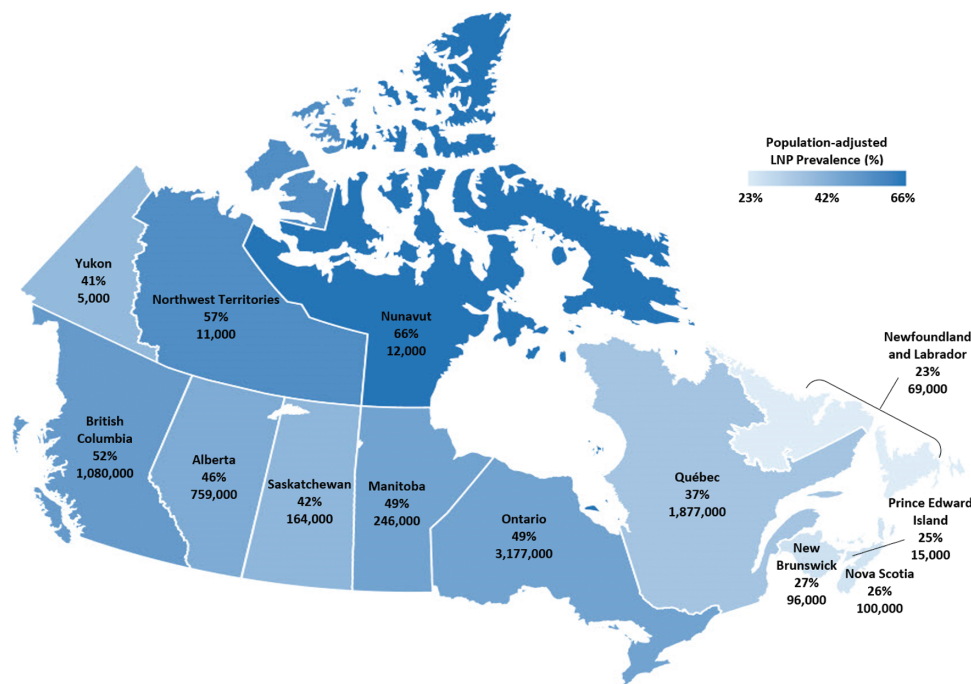 Population-adjusted
LNP Prevalence (%)
23%
42%
66%
Yukon
41%
5,000
Northwest Territories
57%
11,000
Nunavut
66%
12,000
Newfoundland
and Labrador
23%
69,000
British
Columbia
52%
1,080,000
Alberta
46%
759,000
Saskatchewan
42%
164,000
Manitoba
49%
246,000
Ontario
49%
3,177,000
Québec
37%
1,877,000
Prince Edward
Island
25%
15,000
New
Brunswick
27%
96,000
Nova Scotia
26%
100,000